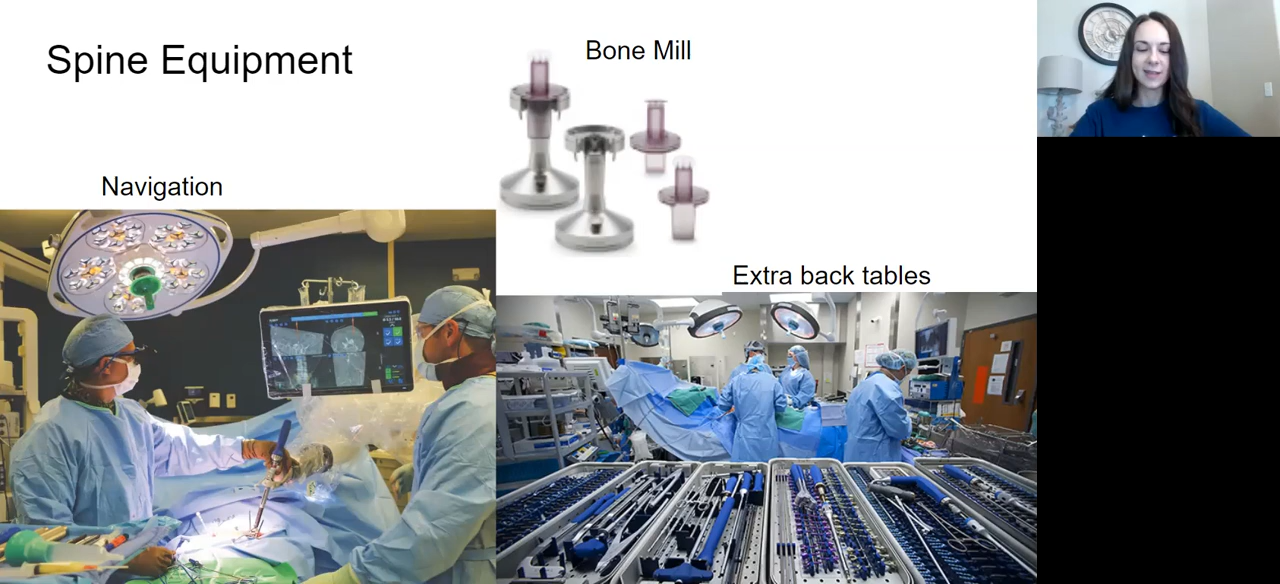 Spine Equipment
Bone Mill
Navigation
Extra back tables